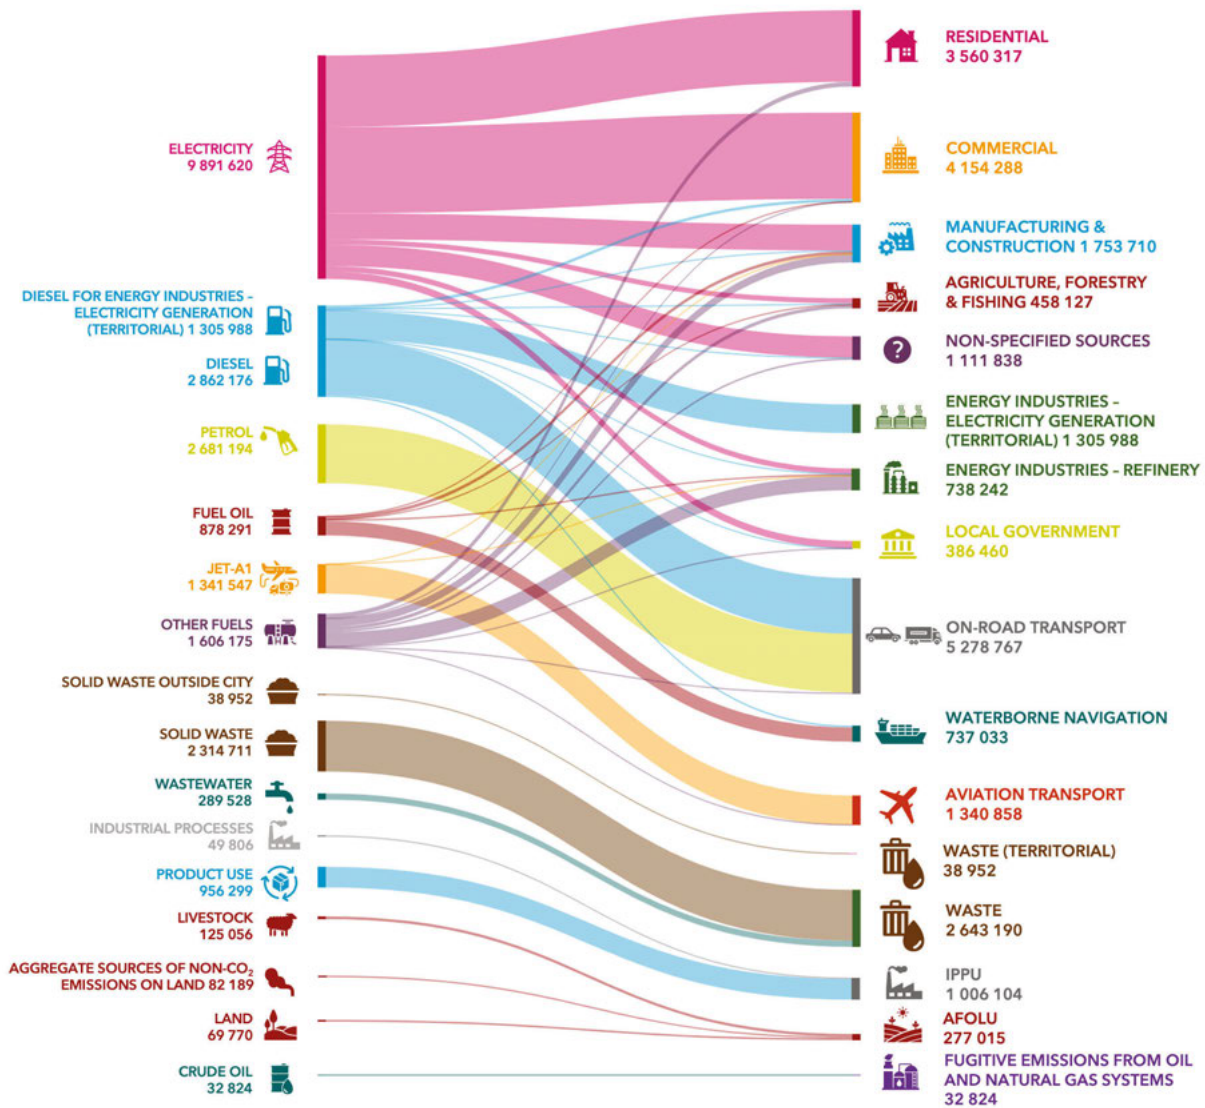 ELECTRICITY
9 891 620
DIESEL FOR ENERGY INDUSTRIES –
ELECTRICITY GENERATION
(TERRITORIAL) 1 305 988
DIESEL
2 862 176
PETROL
2 681 194
FUEL OIL
878 291
JET-A1
1 341 547
OTHER FUELS
1 606 175
SOLID WASTE OUTSIDE CITY
38 952
SOLID WASTE
2 314 711
WASTEWATER
289 528
INDUSTRIAL PROCESSES
49 806
PRODUCT USE
956 299
LIVESTOCK
125 056
AGGREGATE SOURCES OF NON-CO₂
EMISSIONS ON LAND 82 189
LAND
69 770
CRUDE OIL
32 824
RESIDENTIAL
3 560 317
COMMERCIAL
4 154 288
MANUFACTURING &
CONSTRUCTION 1 753 710
AGRICULTURE, FORESTRY
& FISHING 458 127
?
NON-SPECIFIED SOURCES
1 111 838
ENERGY INDUSTRIES –
ELECTRICITY GENERATION
(TERRITORIAL) 1 305 988
ENERGY INDUSTRIES – REFINERY
738 242
LOCAL GOVERNMENT
386 460
ON-ROAD TRANSPORT
5 278 767
WATERBORNE NAVIGATION
737 033
AVIATION TRANSPORT
1 340 858
WASTE (TERRITORIAL)
38 952
WASTE
2 643 190
IPPU
1 006 104
AFOLU
277 015
FUGITIVE EMISSIONS FROM OIL
AND NATURAL GAS SYSTEMS
32 824